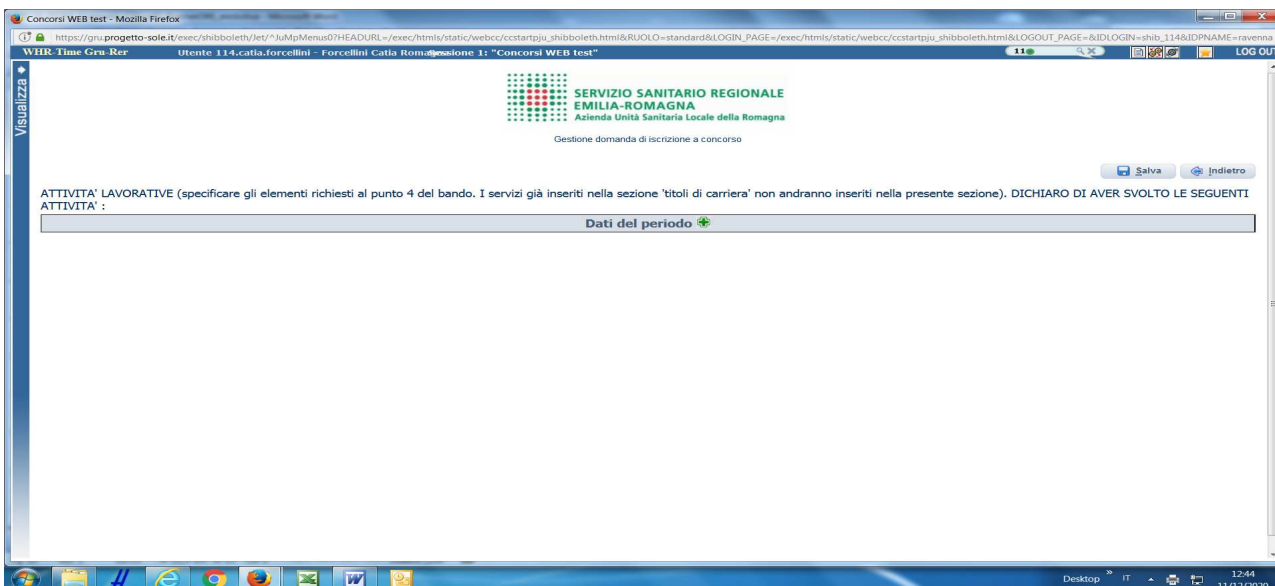 Concorsi WEB test - Mozilla Firefox
https://gru.progetto-sole.it/exec/shibboleth/Jet/^JuMpMenus0?HEADURL=/exec/htmls/static/webcc/ccstartpju_shibboleth.html&RUOLO=standard&LOGIN_PAGE=/exec/htmls/static/webcc/ccstartpju_shibboleth.html&LOGOUT_PAGE=&IDLOGIN=shib_114&IDPNAME=ravenna
WHR-Time Gru-Rer Utente 114.catia.forcellini - Forcellini Catia 1: "Concorsi WEB test" 11 LOG OU
Visualizza
SERVIZIO SANITARIO REGIONALE
EMILIA-ROMAGNA
Azienda Unità Sanitaria Locale della Romagna
Gestione domanda di iscrizione a concorso
Salva Indietro
ATTIVITA' LAVORATIVE (specificare gli elementi richiesti al punto 4 del bando. I servizi già inseriti nella sezione 'titoli di carriera' non andranno inseriti nella presente sezione). DICHIARO DI AVER SVOLTO LE SEGUENTI
ATTIVITA' :
Dati del periodo
Desktop » IT 12:44
11/12/2020